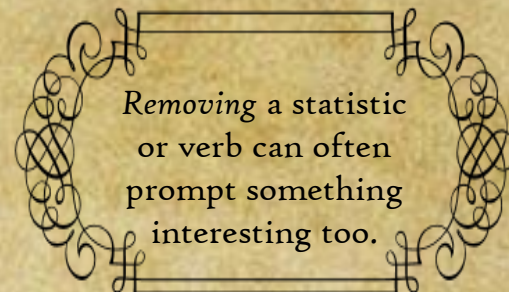 Removing a statistic
or verb can often
prompt something
interesting too.